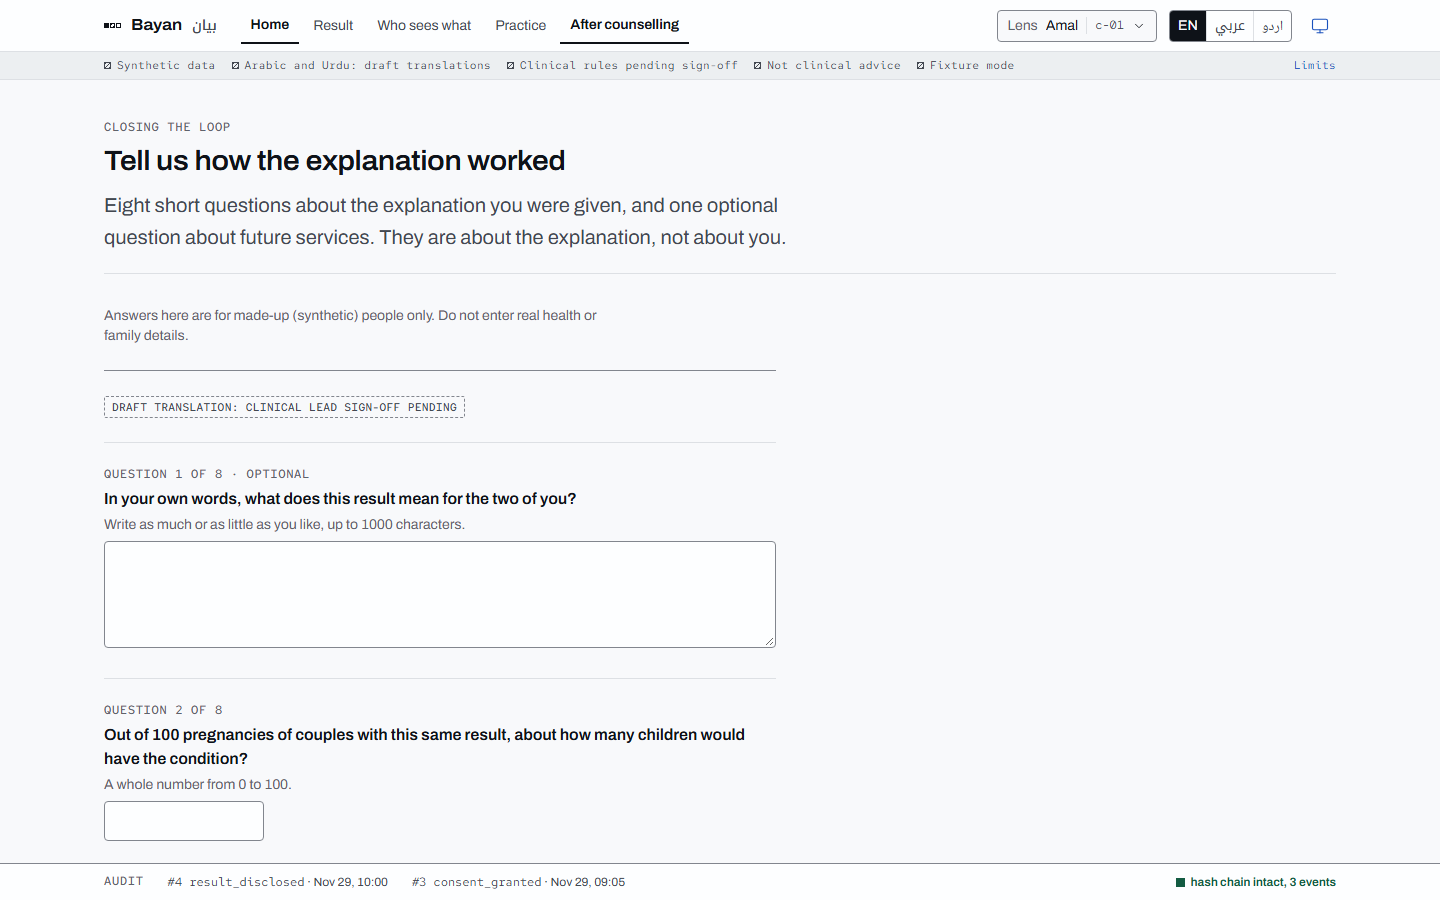 Bayan بيان Home Result Who sees what Practice After counselling Lens Amal c-01 EN عربي اردو
Synthetic data Arabic and Urdu: draft translations Clinical rules pending sign-off Not clinical advice Fixture mode Limits
CLOSING THE LOOP
Tell us how the explanation worked
Eight short questions about the explanation you were given, and one optional
question about future services. They are about the explanation, not about you.
Answers here are for made-up (synthetic) people only. Do not enter real health or
family details.
DRAFT TRANSLATION: CLINICAL LEAD SIGN-OFF PENDING
QUESTION 1 OF 8 · OPTIONAL
In your own words, what does this result mean for the two of you?
Write as much or as little as you like, up to 1000 characters.
QUESTION 2 OF 8
Out of 100 pregnancies of couples with this same result, about how many children would
have the condition?
A whole number from 0 to 100.
AUDIT #4 result_disclosed · Nov 29, 10:00 #3 consent_granted · Nov 29, 09:05 hash chain intact, 3 events